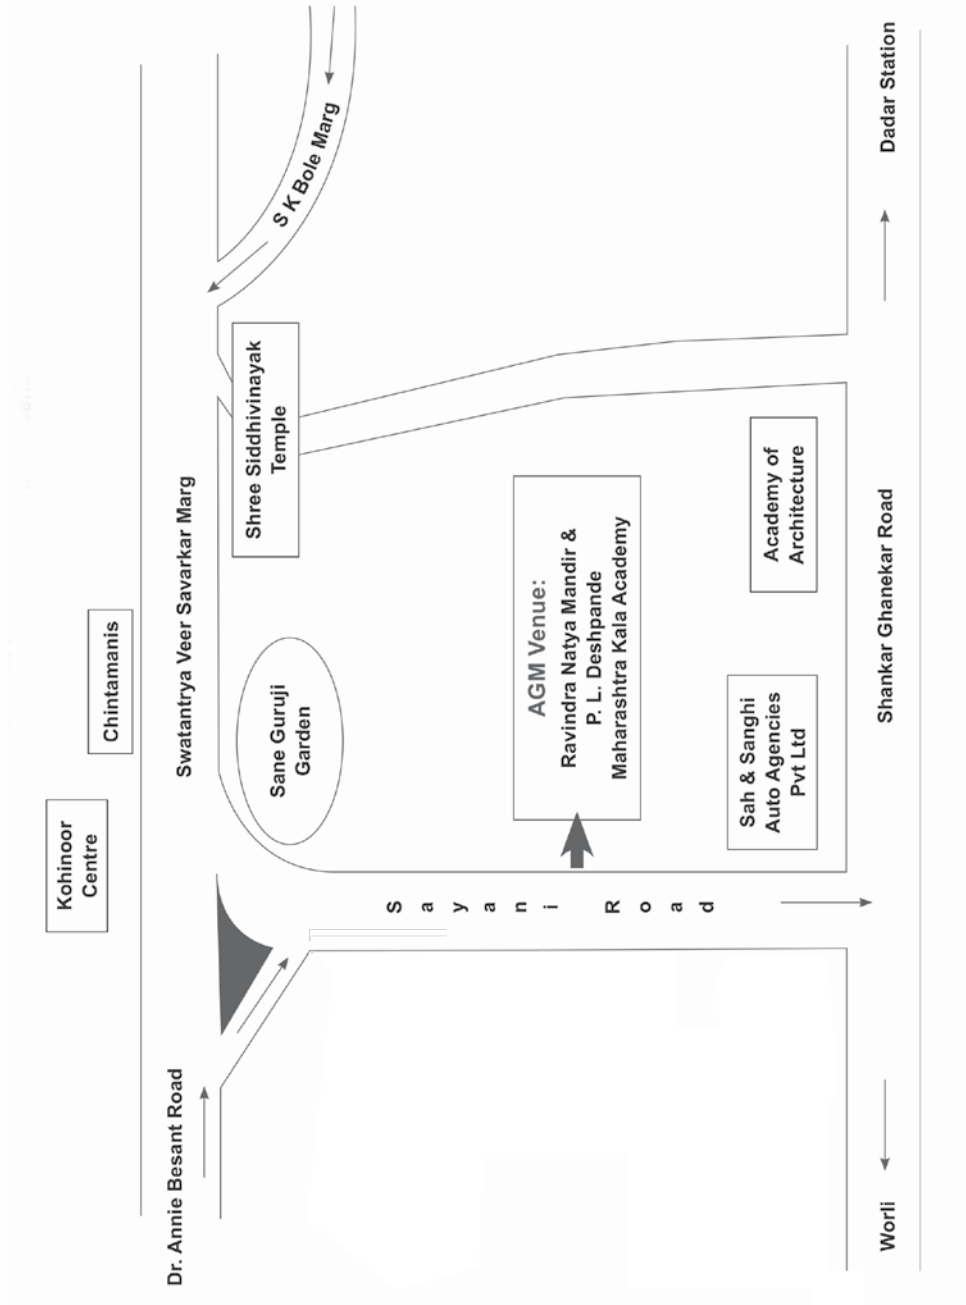 Kohinoor
Centre
Chintamanis
Dr. Annie Besant Road
Swatantrya Veer Savarkar Marg
S K Bole Marg
Shree Siddhivinayak
Temple
Sane Guruji
Garden
Sayani Road
AGM Venue:
Ravindra Natya Mandir &
P. L. Deshpande
Maharashtra Kala Academy
Sah & Sanghi
Auto Agencies
Pvt Ltd
Academy of
Architecture
Worli
Shankar Ghanekar Road
Dadar Station